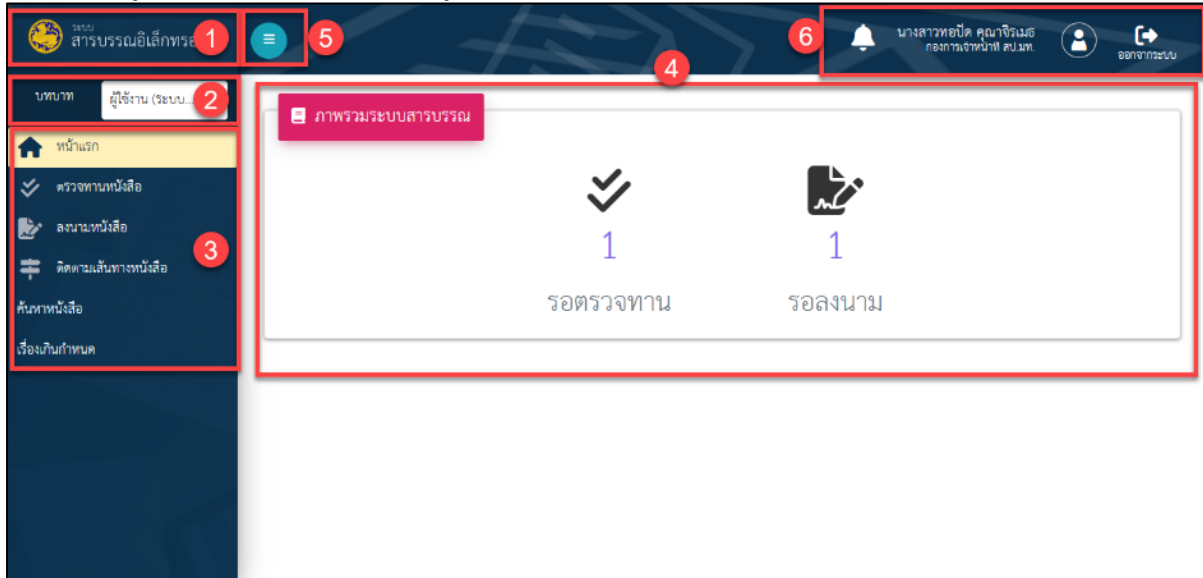 ระบบ
สารบรรณอิเล็กทรอ
1
5
6
นางสาวทอปัด คุณาจิรเมธ
กองการเจ้าหน้าที่ สป.มท.
ออกจากระบบ
4
บทบาท
ผู้ใช้งาน (ระบบ...
2
ภาพรวมระบบสารบรรณ
หน้าแรก
ตรวจทานหนังสือ
ลงนามหนังสือ
3
ติดตามเส้นทางหนังสือ
ค้นหาหนังสือ
เรื่องเกินกำหนด
1
1
รอตรวจทาน
รอลงนาม